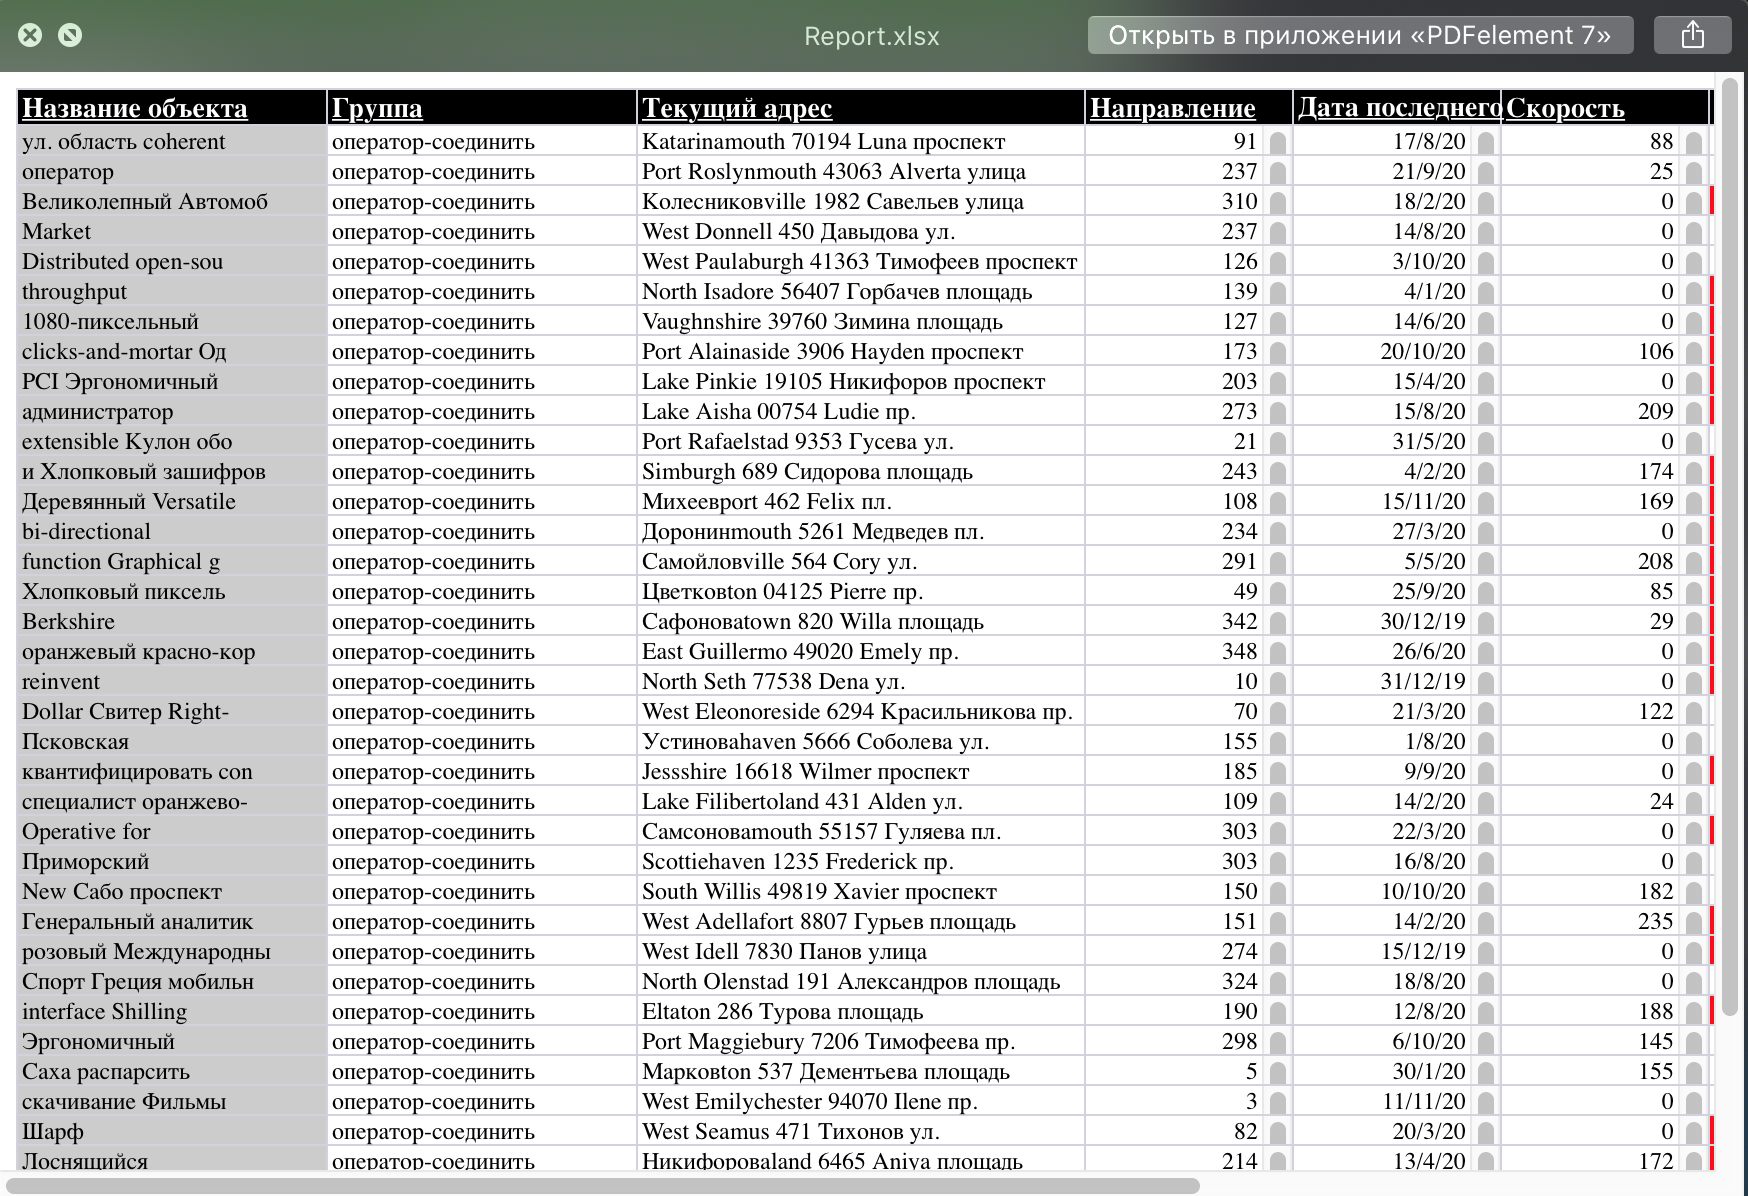 Report.xlsx
Открыть в приложении «PDFelement 7»
Название объекта Группа Текущий адрес Направление Дата последнего Скорость
ул. область coherent оператор-соединить Katarinamouth 70194 Luna проспект 91 17/8/20 88
оператор оператор-соединить Port Roslynmouth 43063 Alverta улица 237 21/9/20 25
Великолепный Автомоб оператор-соединить Колесниковville 1982 Савельев улица 310 18/2/20 0
Market оператор-соединить West Donnell 450 Давыдова ул. 237 14/8/20 0
Distributed open-sou оператор-соединить West Paulaburgh 41363 Тимофеев проспект 126 3/10/20 0
throughput оператор-соединить North Isadore 56407 Горбачев площадь 139 4/1/20 0
1080-пиксельный оператор-соединить Vaughnshire 39760 Зимина площадь 127 14/6/20 0
clicks-and-mortar Од оператор-соединить Port Alainaside 3906 Hayden проспект 173 20/10/20 106
PCI Эргономичный оператор-соединить Lake Pinkie 19105 Никифоров проспект 203 15/4/20 0
администратор оператор-соединить Lake Aisha 00754 Ludie пр. 273 15/8/20 209
extensible Кулон обо оператор-соединить Port Rafaelstad 9353 Гусева ул. 21 31/5/20 0
и Хлопковый зашифров оператор-соединить Simburgh 689 Сидорова площадь 243 4/2/20 174
Деревянный Versatile оператор-соединить Михеевport 462 Felix пл. 108 15/11/20 169
bi-directional оператор-соединить Доронинmouth 5261 Медведев пл. 234 27/3/20 0
function Graphical g оператор-соединить Самойловville 564 Cory ул. 291 5/5/20 208
Хлопковый пиксель оператор-соединить Цветковton 04125 Pierre пр. 49 25/9/20 85
Berkshire оператор-соединить Сафоноваtown 820 Willa площадь 342 30/12/19 29
оранжевый красно-кор оператор-соединить East Guillermo 49020 Emely пр. 348 26/6/20 0
reinvent оператор-соединить North Seth 77538 Dena ул. 10 31/12/19 0
Dollar Свитер Right- оператор-соединить West Eleonoreside 6294 Красильникова пр. 70 21/3/20 122
Псковская оператор-соединить Устиноваhaven 5666 Соболева ул. 155 1/8/20 0
квантифицировать con оператор-соединить Jessshire 16618 Wilmer проспект 185 9/9/20 0
специалист оранжево- оператор-соединить Lake Filibertoland 431 Alden ул. 109 14/2/20 24
Operative for оператор-соединить Самсоноваmouth 55157 Гуляева пл. 303 22/3/20 0
Приморский оператор-соединить Scottiehaven 1235 Frederick пр. 303 16/8/20 0
New Сабо проспект оператор-соединить South Willis 49819 Xavier проспект 150 10/10/20 182
Генеральный аналитик оператор-соединить West Adellafort 8807 Гурьев площадь 151 14/2/20 235
розовый Международны оператор-соединить West Idell 7830 Панов улица 274 15/12/19 0
Спорт Греция мобильн оператор-соединить North Olenstad 191 Александров площадь 324 18/8/20 0
interface Shilling оператор-соединить Eltaton 286 Турова площадь 190 12/8/20 188
Эргономичный оператор-соединить Port Maggiebury 7206 Тимофеева пр. 298 6/10/20 145
Саха распарсить оператор-соединить Марковton 537 Дементьева площадь 5 30/1/20 155
скачивание Фильмы оператор-соединить West Emilychester 94070 Ilene пр. 3 11/11/20 0
Шарф оператор-соединить West Seamus 471 Тихонов ул. 82 20/3/20 0
Лоснящийся оператор-соединить Никифороваland 6465 Aniya площадь 214 13/4/20 172